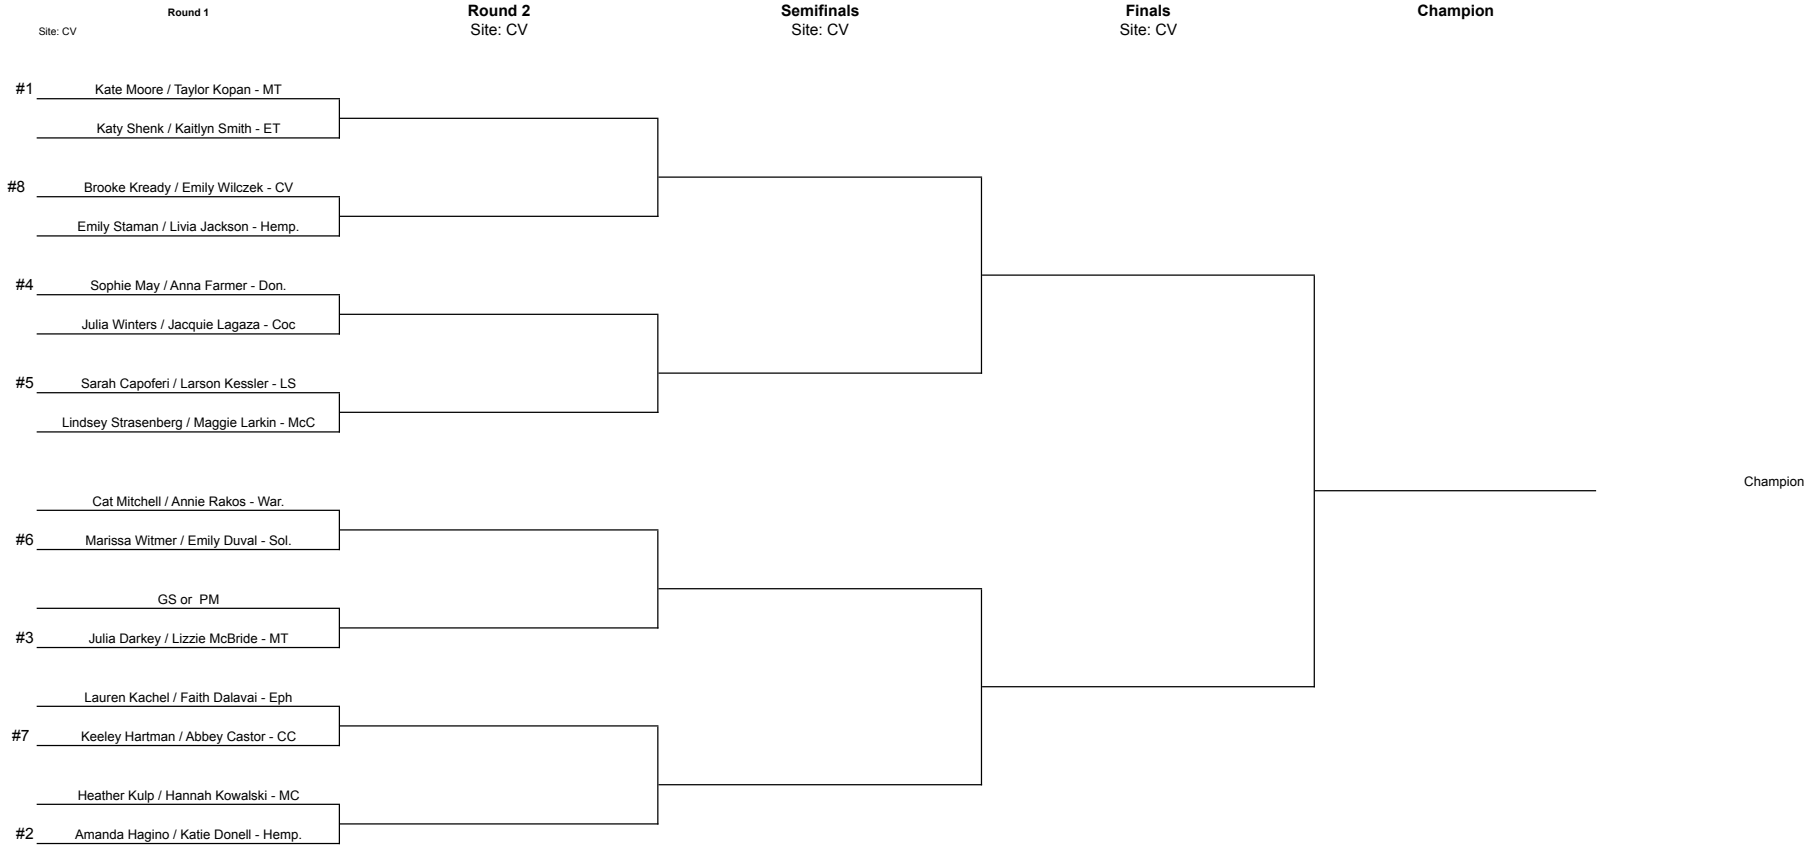 Round 1
Round 2
Semifinals
Finals
Champion
Site: CV
Site: CV
Site: CV
Site: CV
#1 Kate Moore / Taylor Kopan - MT
Katy Shenk / Kaitlyn Smith - ET
#8 Brooke Kready / Emily Wilczek - CV
Emily Staman / Livia Jackson - Hemp.
#4 Sophie May / Anna Farmer - Don.
Julia Winters / Jacquie Lagaza - Coc
#5 Sarah Capoferi / Larson Kessler - LS
Lindsey Strasenberg / Maggie Larkin - McC
Champion
Cat Mitchell / Annie Rakos - War.
#6 Marissa Witmer / Emily Duval - Sol.
GS or PM
#3 Julia Darkey / Lizzie McBride - MT
Lauren Kachel / Faith Dalavai - Eph
#7 Keeley Hartman / Abbey Castor - CC
Heather Kulp / Hannah Kowalski - MC
#2 Amanda Hagino / Katie Donell - Hemp.